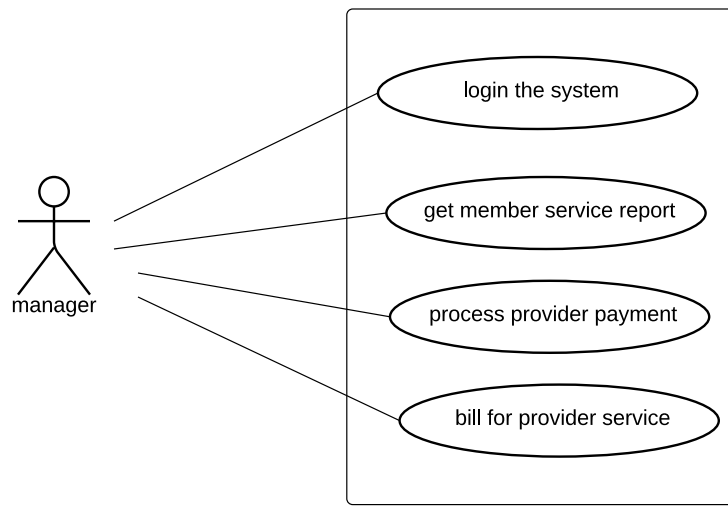 login the system
get member service report
manager
process provider payment
bill for provider service